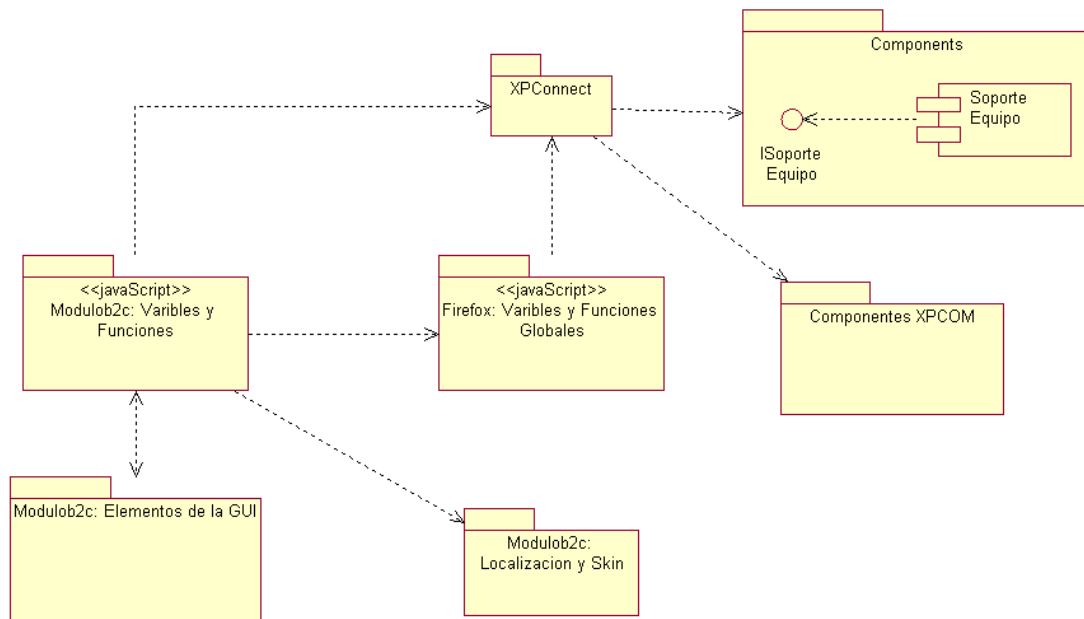 Components
XPConnect
Soporte
Equipo
ISoporte
Equipo
<<javaScript>>
Modulob2c: Varibles y
Funciones
<<javaScript>>
Firefox: Varibles y Funciones
Globales
Componentes XPCOM
Modulob2c: Elementos de la GUI
Modulob2c:
Localizacion y Skin